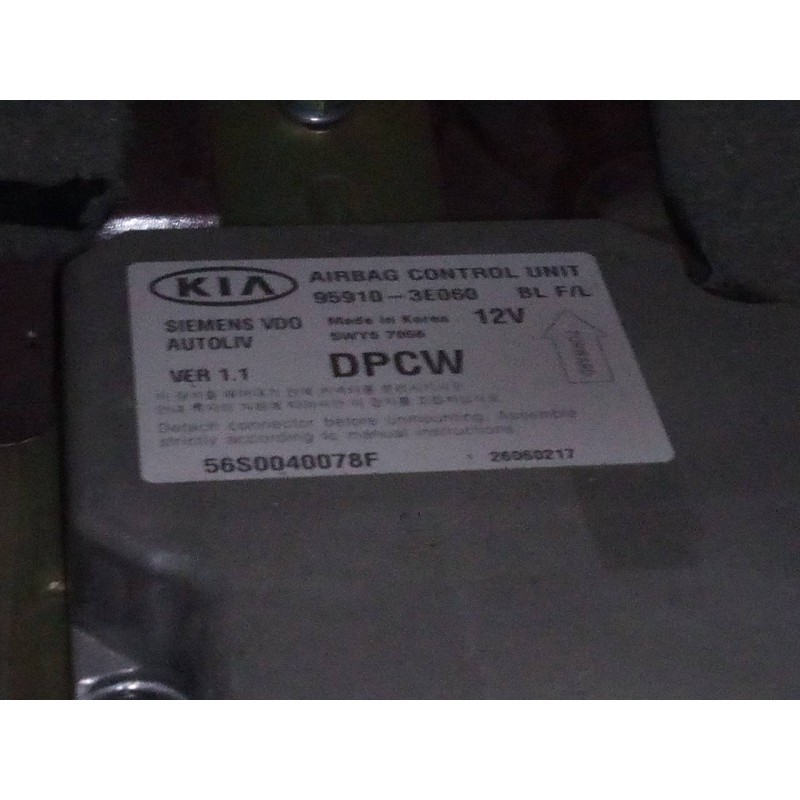 KIA AIRBAG CONTROL UNIT
95910-3E060 BL F/L
SIEMENS VDO Made in Korea 12V
AUTOLIV 5WY5
DPCW
VER 1.1
FORWARD
Detach connector before unmounting. Assemble
strictly according to manual instructions.
56S0040078F 26060217